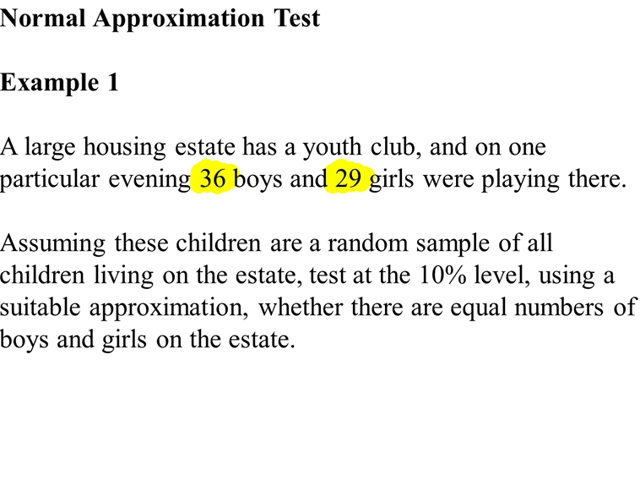 Normal Approximation Test
Example 1
A large housing estate has a youth club, and on one
particular evening 36 boys and 29 girls were playing there.
Assuming these children are a random sample of all
children living on the estate, test at the 10% level, using a
suitable approximation, whether there are equal numbers of
boys and girls on the estate.